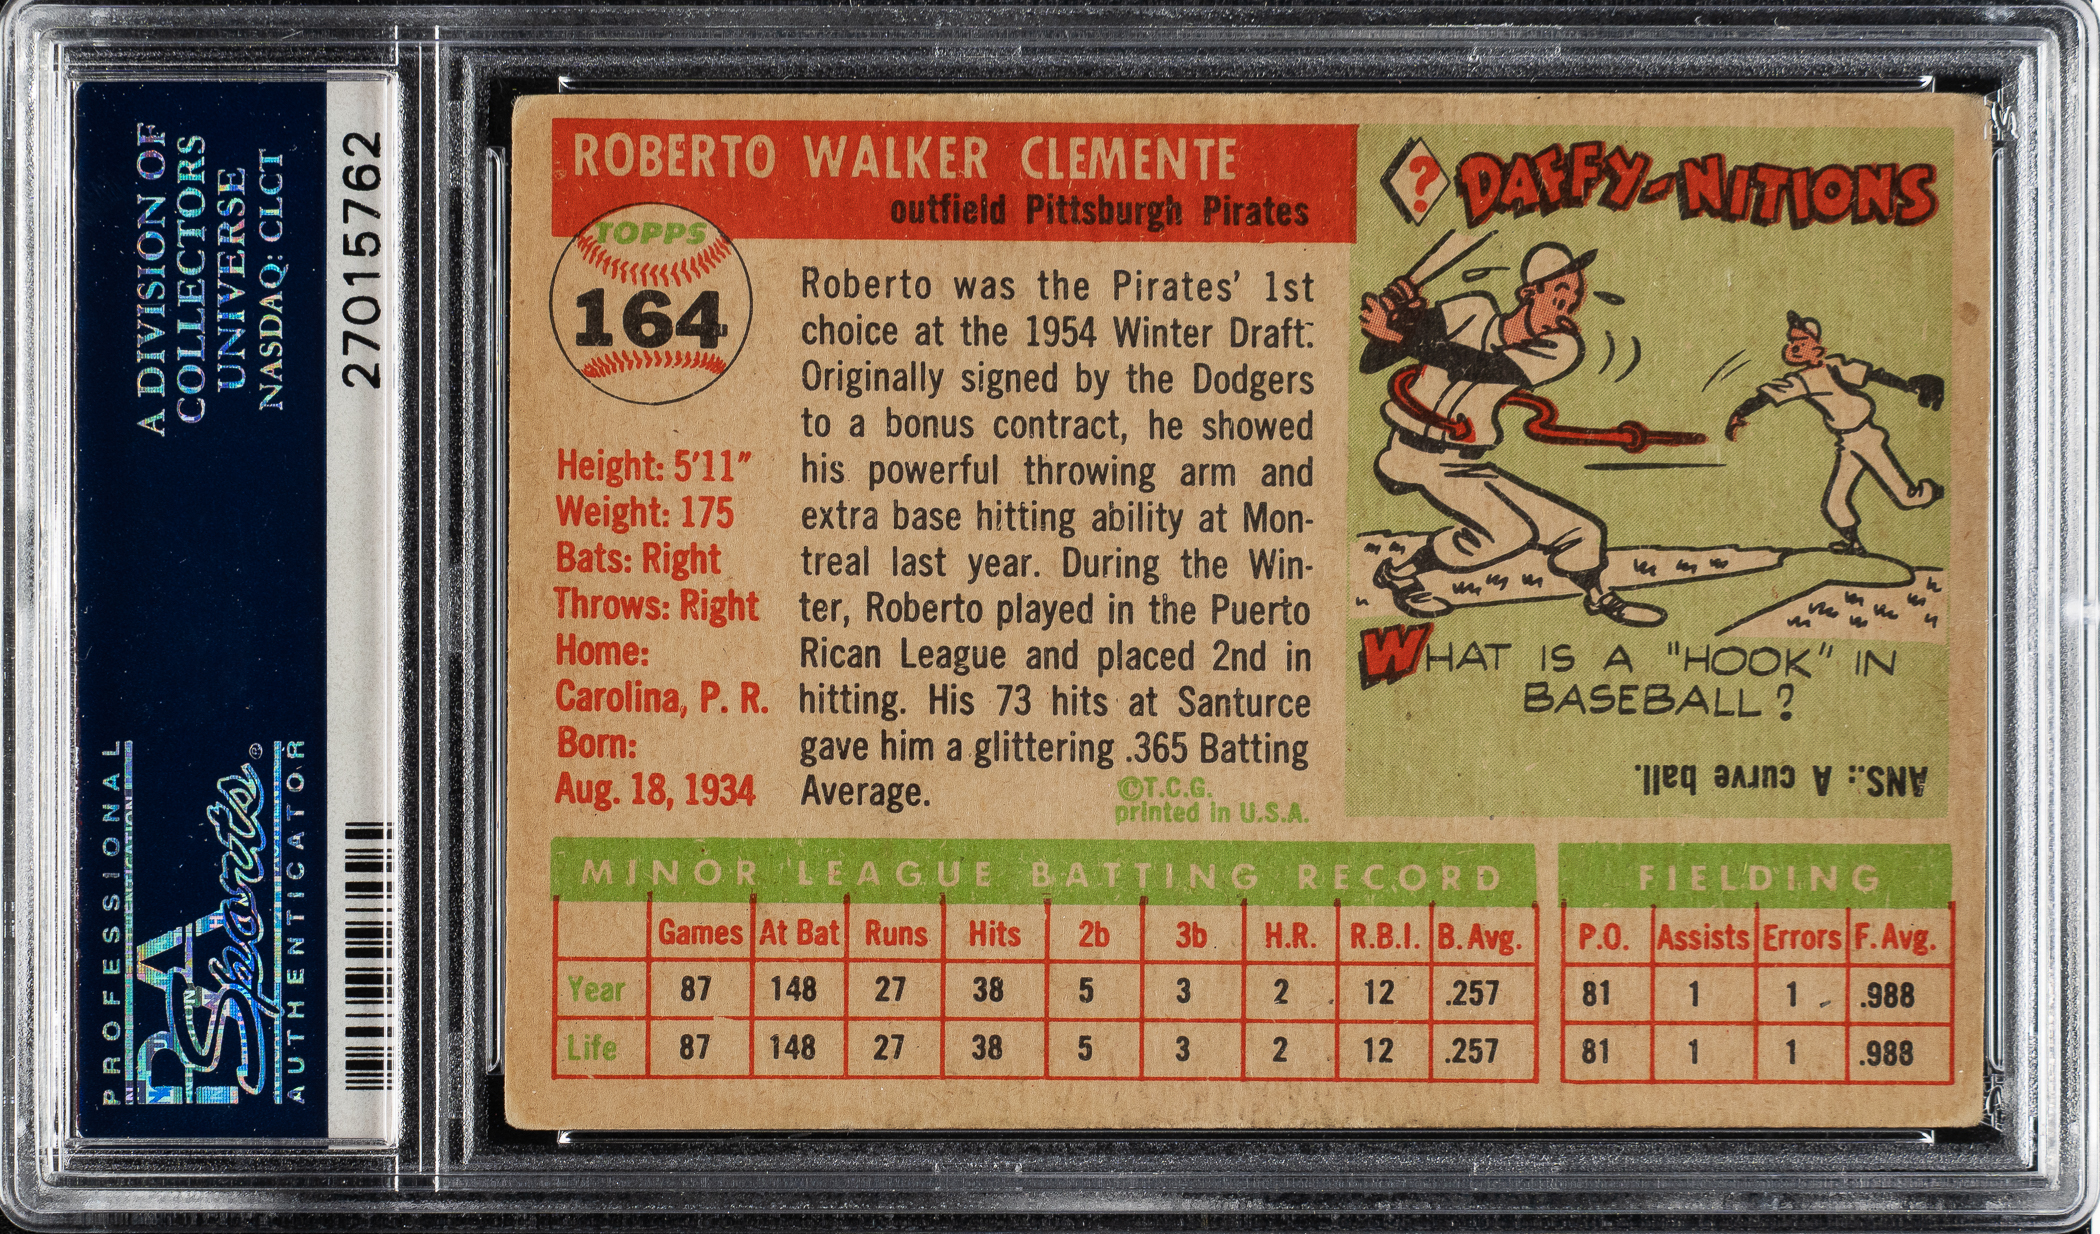 A DIVISION OF
COLLECTORS
UNIVERSE
NASDAQ: CLCT
PROFESSIONAL
PSA
Sports®
AUTHENTICATOR
27015762
ROBERTO WALKER CLEMENTE
outfield Pittsburgh Pirates
TOPPS
164
Height: 5'11"
Weight: 175
Bats: Right
Throws: Right
Home:
Carolina, P. R.
Born:
Aug. 18, 1934
Roberto was the Pirates' 1st
choice at the 1954 Winter Draft.
Originally signed by the Dodgers
to a bonus contract, he showed
his powerful throwing arm and
extra base hitting ability at Mon-
treal last year. During the Win-
ter, Roberto played in the Puerto
Rican League and placed 2nd in
hitting. His 73 hits at Santurce
gave him a glittering .365 Batting
Average.
©T.C.G.
printed in U.S.A.
? DAFFY-NITIONS
WHAT IS A "HOOK" IN
BASEBALL?
ANS.: A curve ball.
MINOR LEAGUE BATTING RECORD
Games At Bat Runs Hits 2b 3b H.R. R.B.I. B. Avg.
Year 87 148 27 38 5 3 2 12 .257
Life 87 148 27 38 5 3 2 12 .257
FIELDING
P.O. Assists Errors F. Avg.
81 1 1 .988
81 1 1 .988